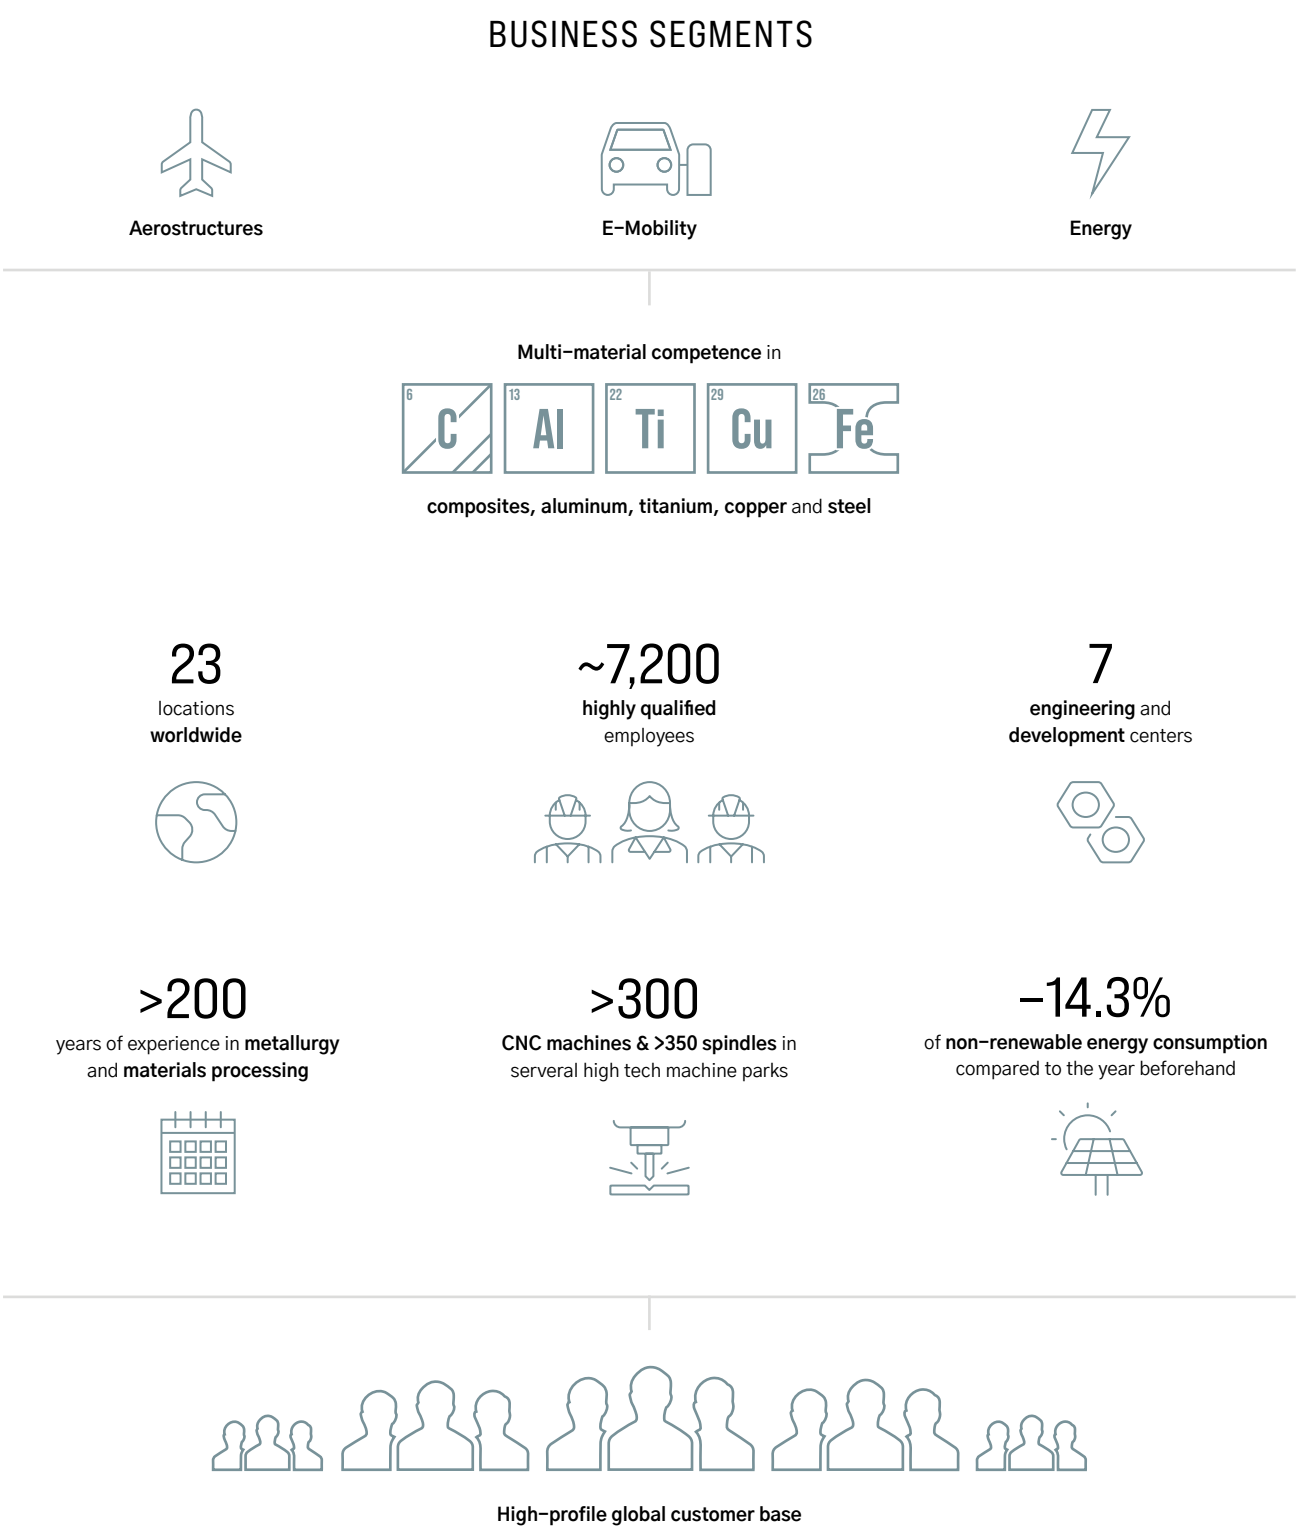 BUSINESS SEGMENTS
Aerostructures
E–Mobility
Energy
Multi–material competence in
6
C
13
Al
22
Ti
29
Cu
26
Fe
composites, aluminum, titanium, copper and steel
23
locations
worldwide
~7,200
highly qualified
employees
7
engineering and
development centers
>200
years of experience in metallurgy
and materials processing
>300
CNC machines & >350 spindles in
serveral high tech machine parks
–14.3%
of non–renewable energy consumption
compared to the year beforehand
High–profile global customer base